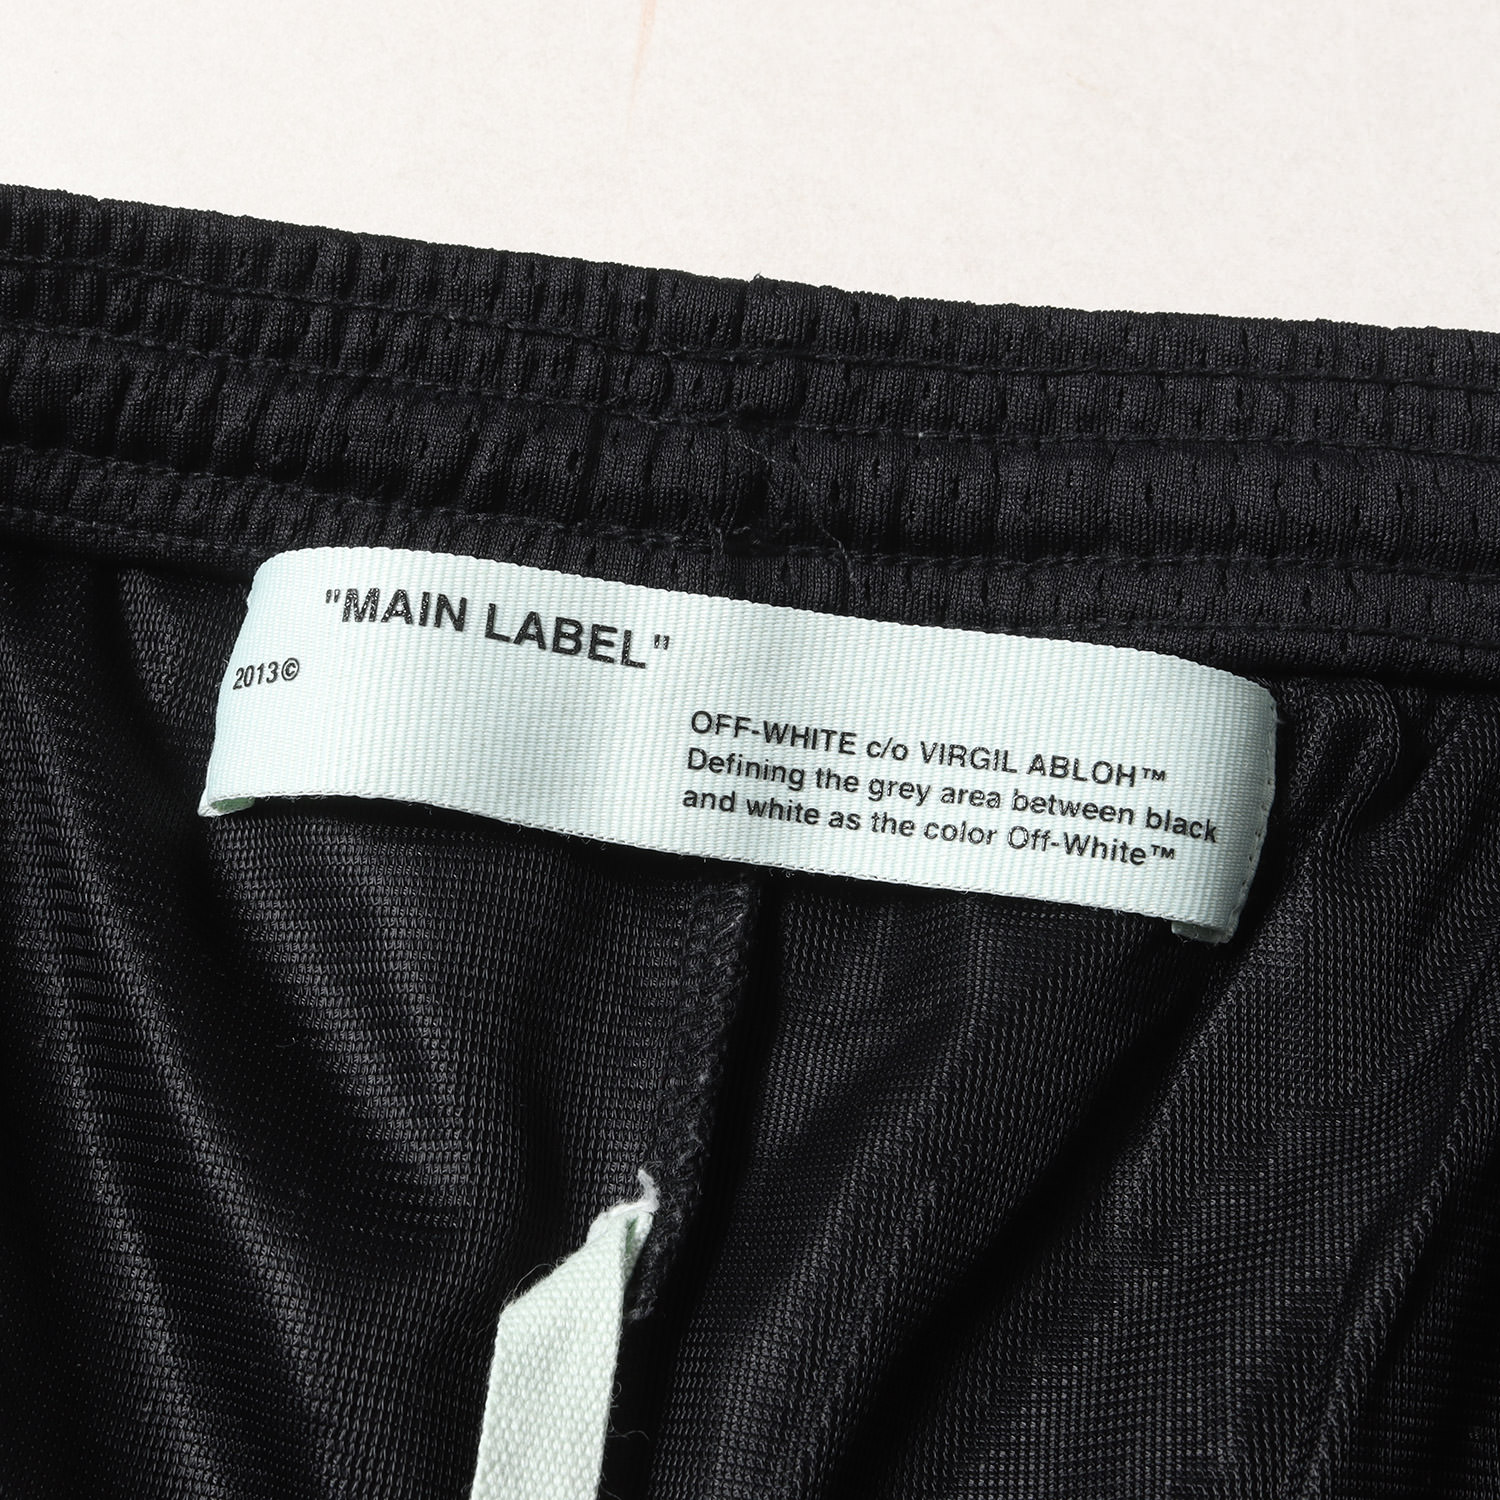 "MAIN LABEL"
2013©
OFF-WHITE c/o VIRGIL ABLOH™
Defining the grey area between black
and white as the color Off-White™